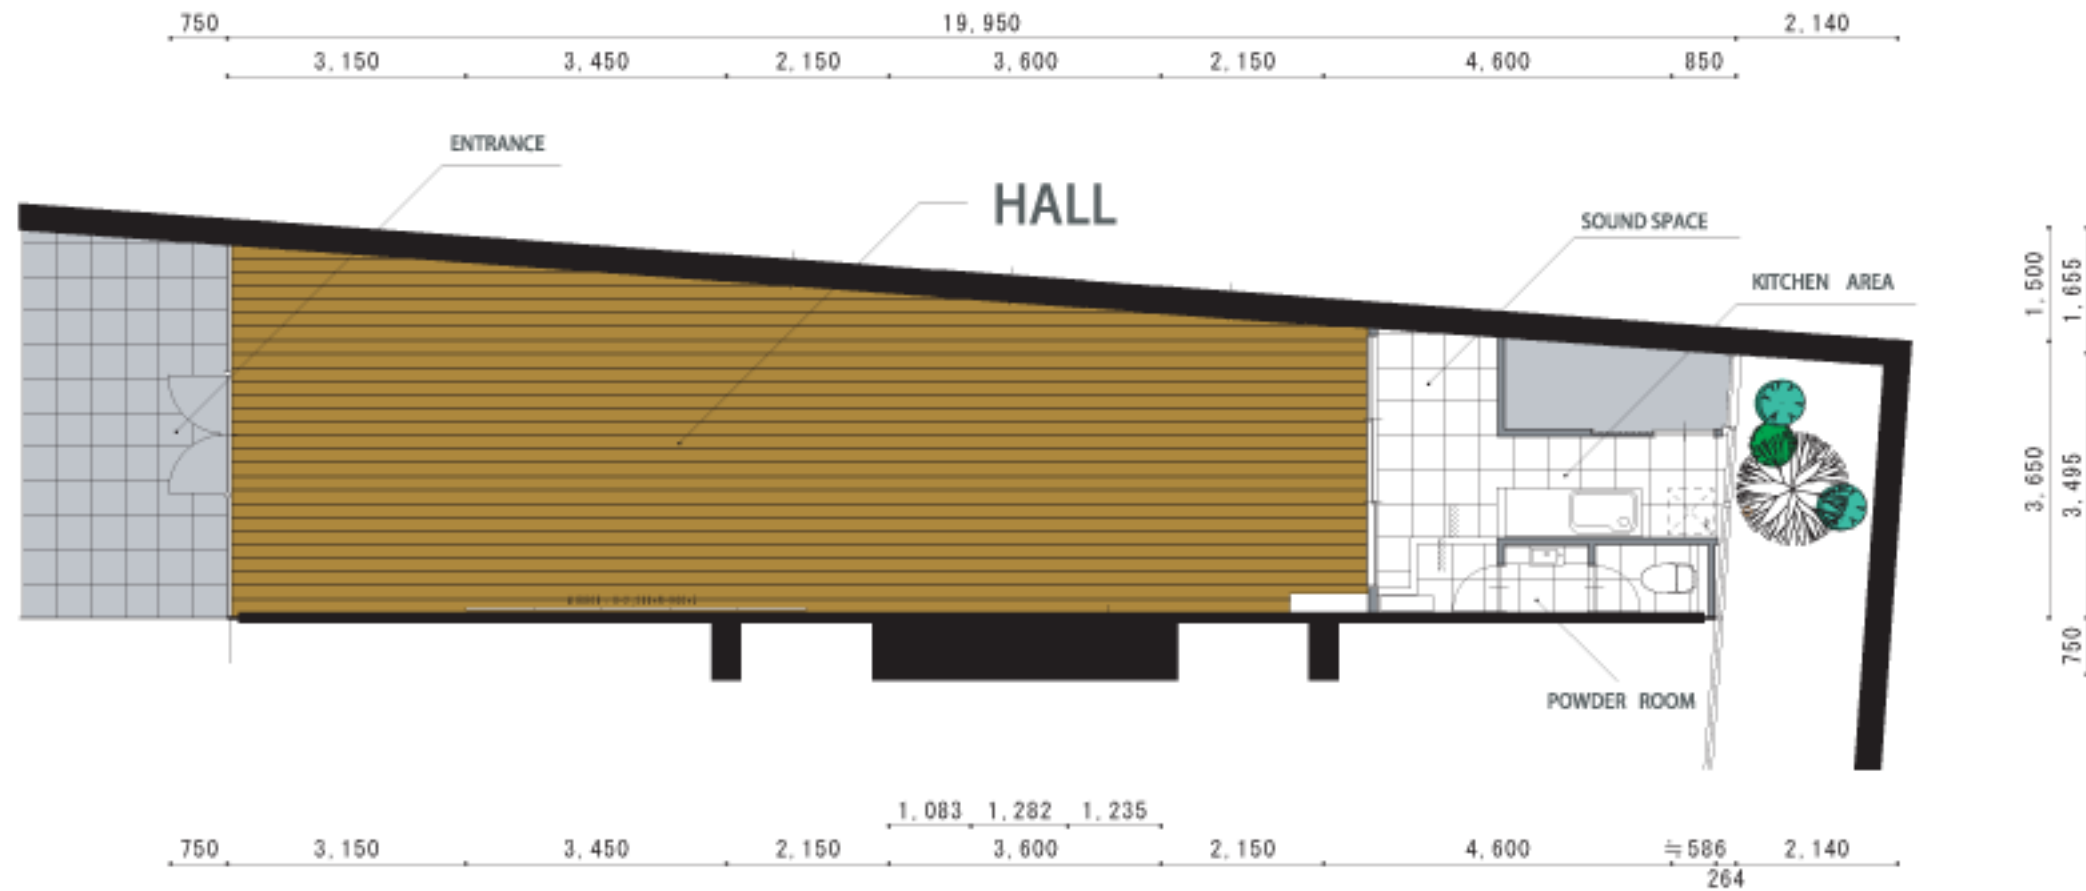 750 19,950 2,140
3,150 3,450 2,150 3,600 2,150 4,600 850
ENTRANCE
HALL
SOUND SPACE
KITCHEN AREA
1,500 1,655
3,650 3,495
750
POWDER ROOM
1,083 1,282 1,235
750 3,150 3,450 2,150 3,600 2,150 4,600 ≒586 2,140
264